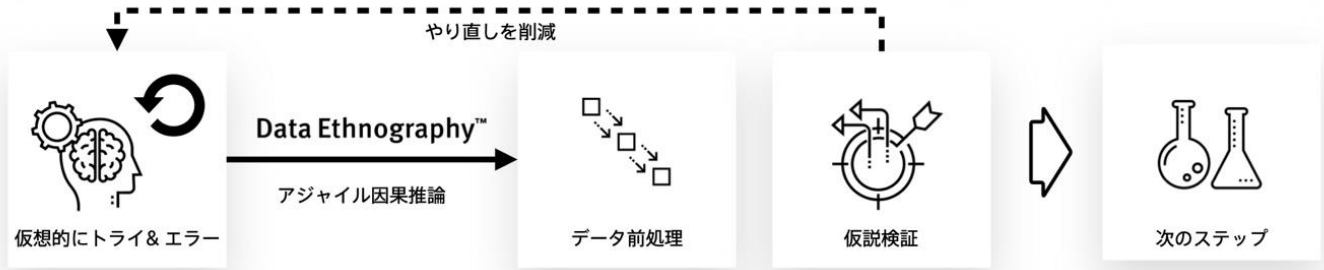 やり直しを削減
Data Ethnography™
アジャイル因果推論
仮想的にトライ& エラー
データ前処理
仮説検証
次のステップ